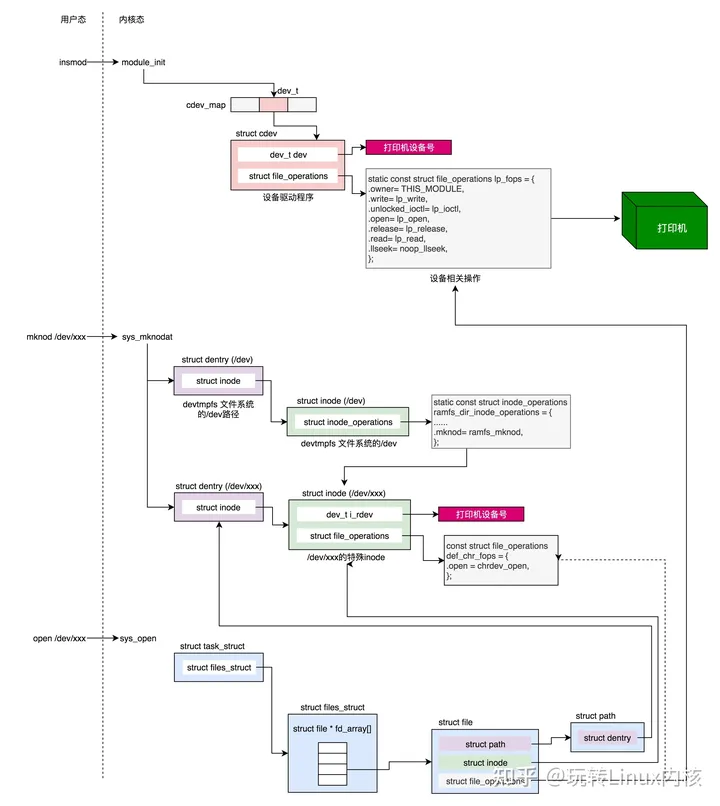 用户态
内核态
insmod
module_init
dev_t
cdev_map
struct cdev
dev_t dev
打印机设备号
struct file_operations
设备驱动程序
static const struct file_operations lp_fops = {
.owner= THIS_MODULE,
.write= lp_write,
.unlocked_ioctl= lp_ioctl,
.open= lp_open,
.release= lp_release,
.read= lp_read,
.llseek= noop_llseek,
};
设备相关操作
打印机
mknod /dev/xxx
sys_mknodat
struct dentry (/dev)
struct inode
devtmpfs 文件系统
的/dev路径
struct inode (/dev)
struct inode_operations
devtmpfs 文件系统的/dev
static const struct inode_operations
ramfs_dir_inode_operations = {
......
.mknod= ramfs_mknod,
};
struct dentry (/dev/xxx)
struct inode
struct inode (/dev/xxx)
dev_t i_rdev
打印机设备号
struct file_operations
/dev/xxx的特殊inode
const struct file_operations
def_chr_fops = {
.open = chrdev_open,
};
open /dev/xxx
sys_open
struct task_struct
struct files_struct
struct files_struct
struct file * fd_array[]
struct file
struct path
struct inode
struct file_operations
struct path
struct dentry
知乎 @玩转Linux内核